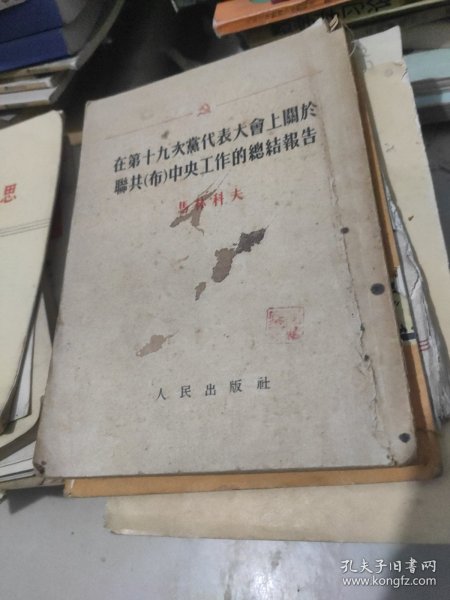 在第十九次黨代表大會上關於
聯共(布)中央工作的總結報告
馬林科夫
人民出版社
思
孔夫子旧书网
www.kongfz.com